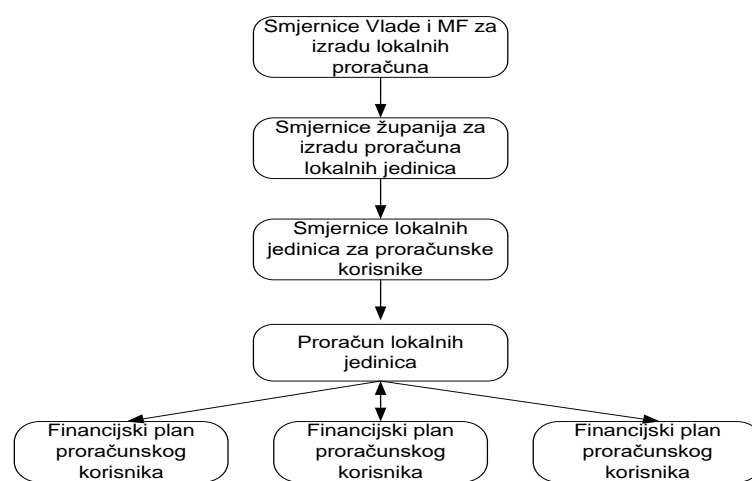 Smjernice Vlade i MF za
izradu lokalnih
proračuna
Smjernice županija za
izradu proračuna
lokalnih jedinica
Smjernice lokalnih
jedinica za proračunske
korisnike
Proračun lokalnih
jedinica
Financijski plan
proračunskog
korisnika
Financijski plan
proračunskog
korisnika
Financijski plan
proračunskog
korisnika